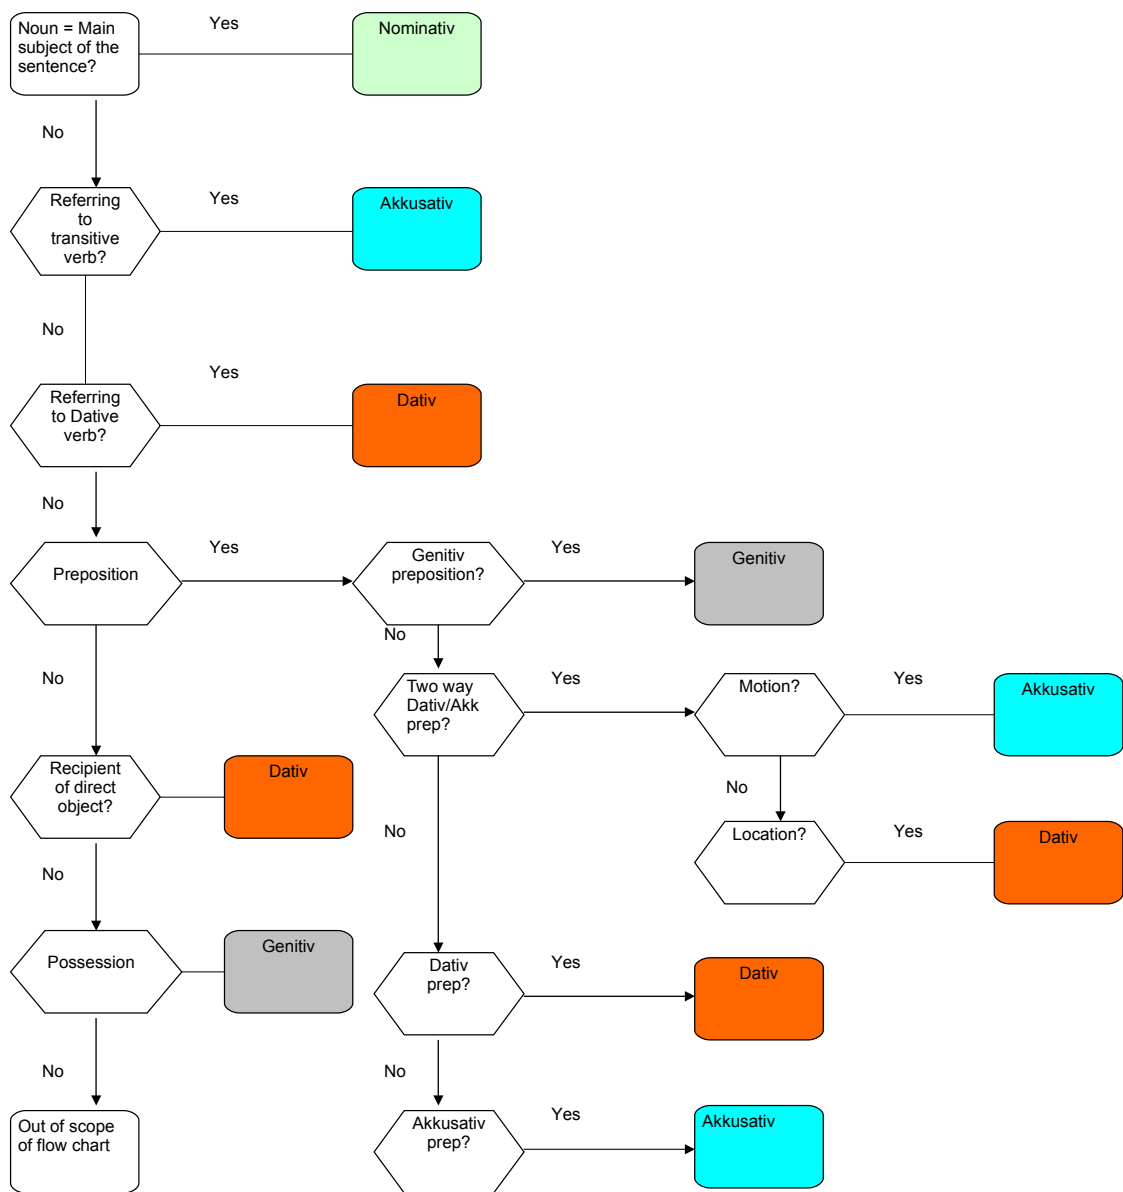 Noun = Main
subject of the
sentence?
Yes
Nominativ
No
Referring
to
transitive
verb?
Yes
Akkusativ
No
Referring
to Dative
verb?
Yes
Dativ
No
Preposition
Yes
Genitiv
preposition?
Yes
Genitiv
No
No
Two way
Dativ/Akk
prep?
Yes
Motion?
Yes
Akkusativ
Recipient
of direct
object?
Dativ
No
No
Location?
Yes
Dativ
No
Possession
Genitiv
Dativ
prep?
Yes
Dativ
No
No
Out of scope
of flow chart
Akkusativ
prep?
Yes
Akkusativ